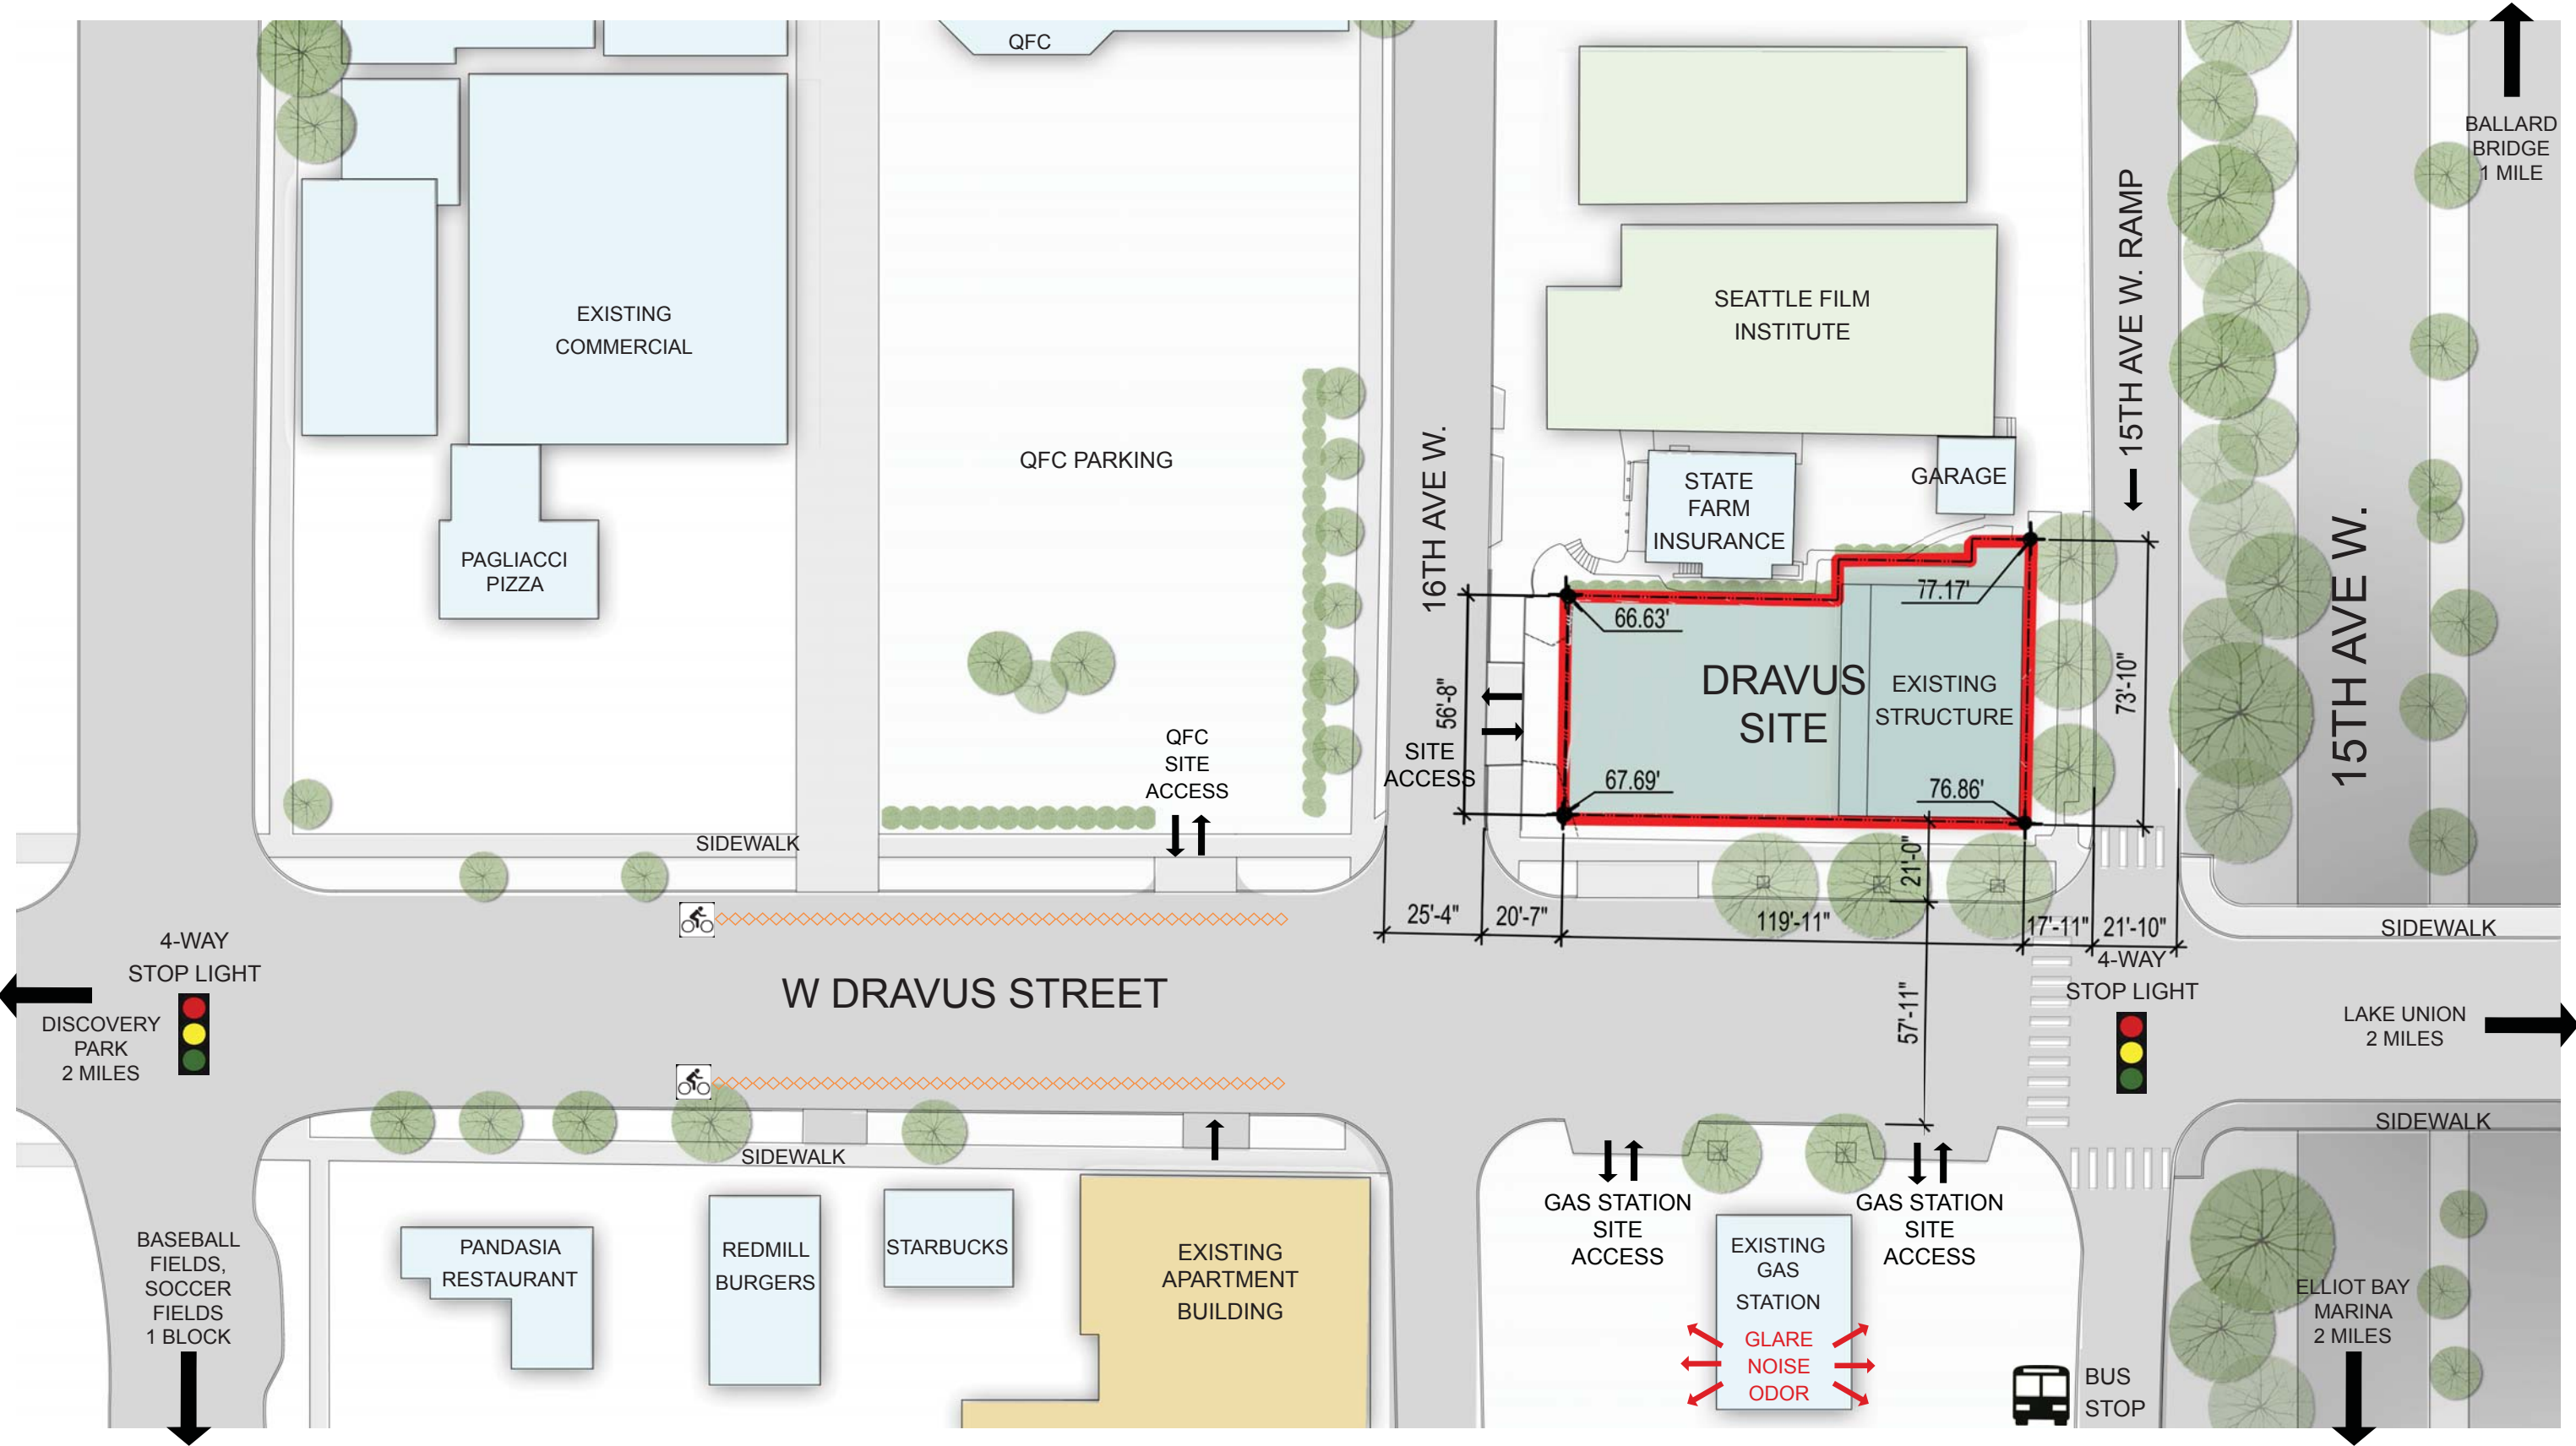 QFC
BALLARD
BRIDGE
1 MILE
EXISTING
COMMERCIAL
SEATTLE FILM
INSTITUTE
15TH AVE W. RAMP
QFC PARKING
16TH AVE W.
STATE
FARM
INSURANCE
GARAGE
PAGLIACCI
PIZZA
15TH AVE W.
66.63'
77.17'
DRAVUS
SITE
EXISTING
STRUCTURE
56'-8"
73'-10"
SITE
ACCESS
QFC
SITE
ACCESS
67.69'
76.86'
SIDEWALK
21'-0"
25'-4"
20'-7"
119'-11"
17'-11"
21'-10"
SIDEWALK
4-WAY
STOP LIGHT
4-WAY
STOP LIGHT
W DRAVUS STREET
57'-11"
DISCOVERY
PARK
2 MILES
LAKE UNION
2 MILES
SIDEWALK
SIDEWALK
BASEBALL
FIELDS,
SOCCER
FIELDS
1 BLOCK
PANDASIA
RESTAURANT
REDMILL
BURGERS
STARBUCKS
EXISTING
APARTMENT
BUILDING
GAS STATION
SITE
ACCESS
GAS STATION
SITE
ACCESS
EXISTING
GAS
STATION
GLARE
NOISE
ODOR
ELLIOT BAY
MARINA
2 MILES
BUS
STOP